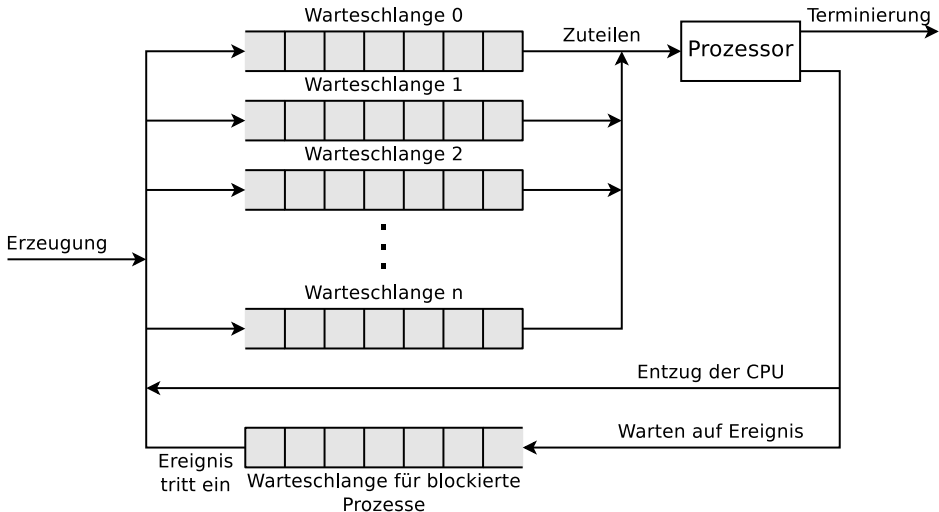 Warteschlange 0
Terminierung
Zuteilen
Prozessor
Warteschlange 1
Warteschlange 2
Erzeugung
Warteschlange n
Entzug der CPU
Warten auf Ereignis
Ereignis
tritt ein
Warteschlange für blockierte
Prozesse